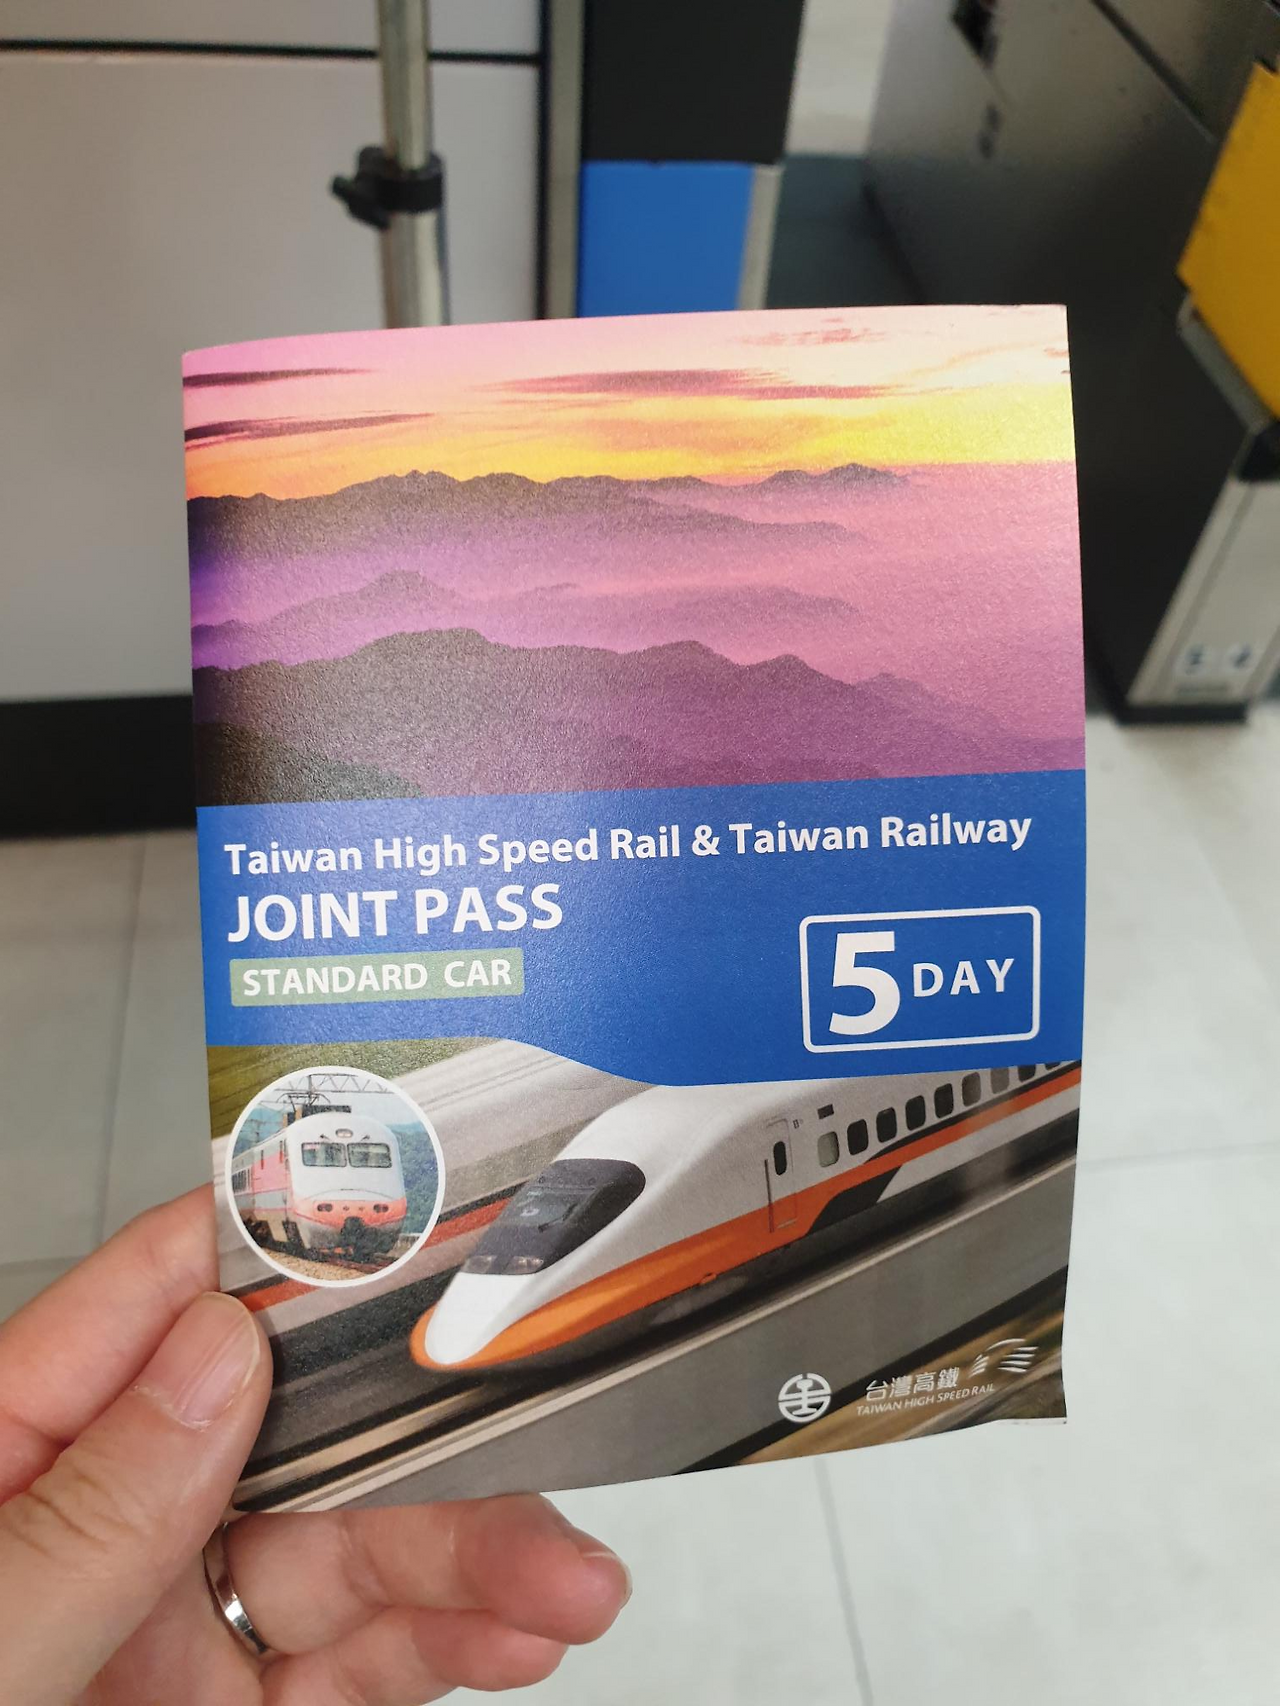 Taiwan High Speed Rail & Taiwan Railway
JOINT PASS
STANDARD CAR
5 DAY
台灣高鐵
TAIWAN HIGH SPEED RAIL